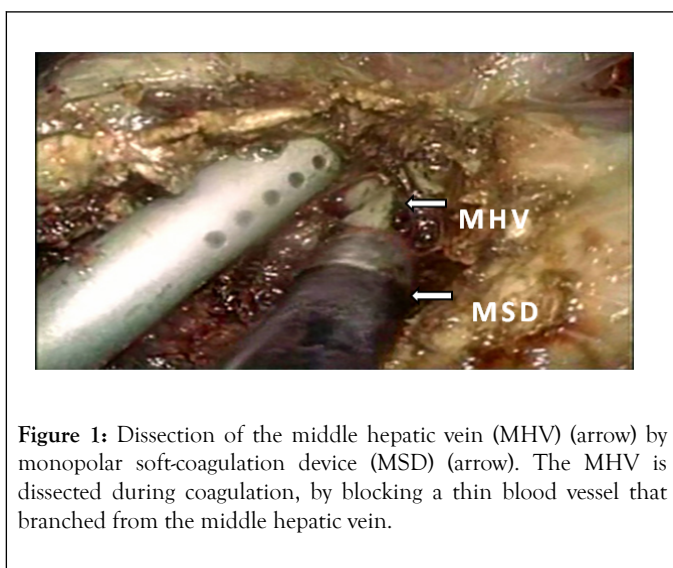 MHV
MSD
Figure 1: Dissection of the middle hepatic vein (MHV) (arrow) by
monopolar soft-coagulation device (MSD) (arrow). The MHV is
dissected during coagulation, by blocking a thin blood vessel that
branched from the middle hepatic vein.